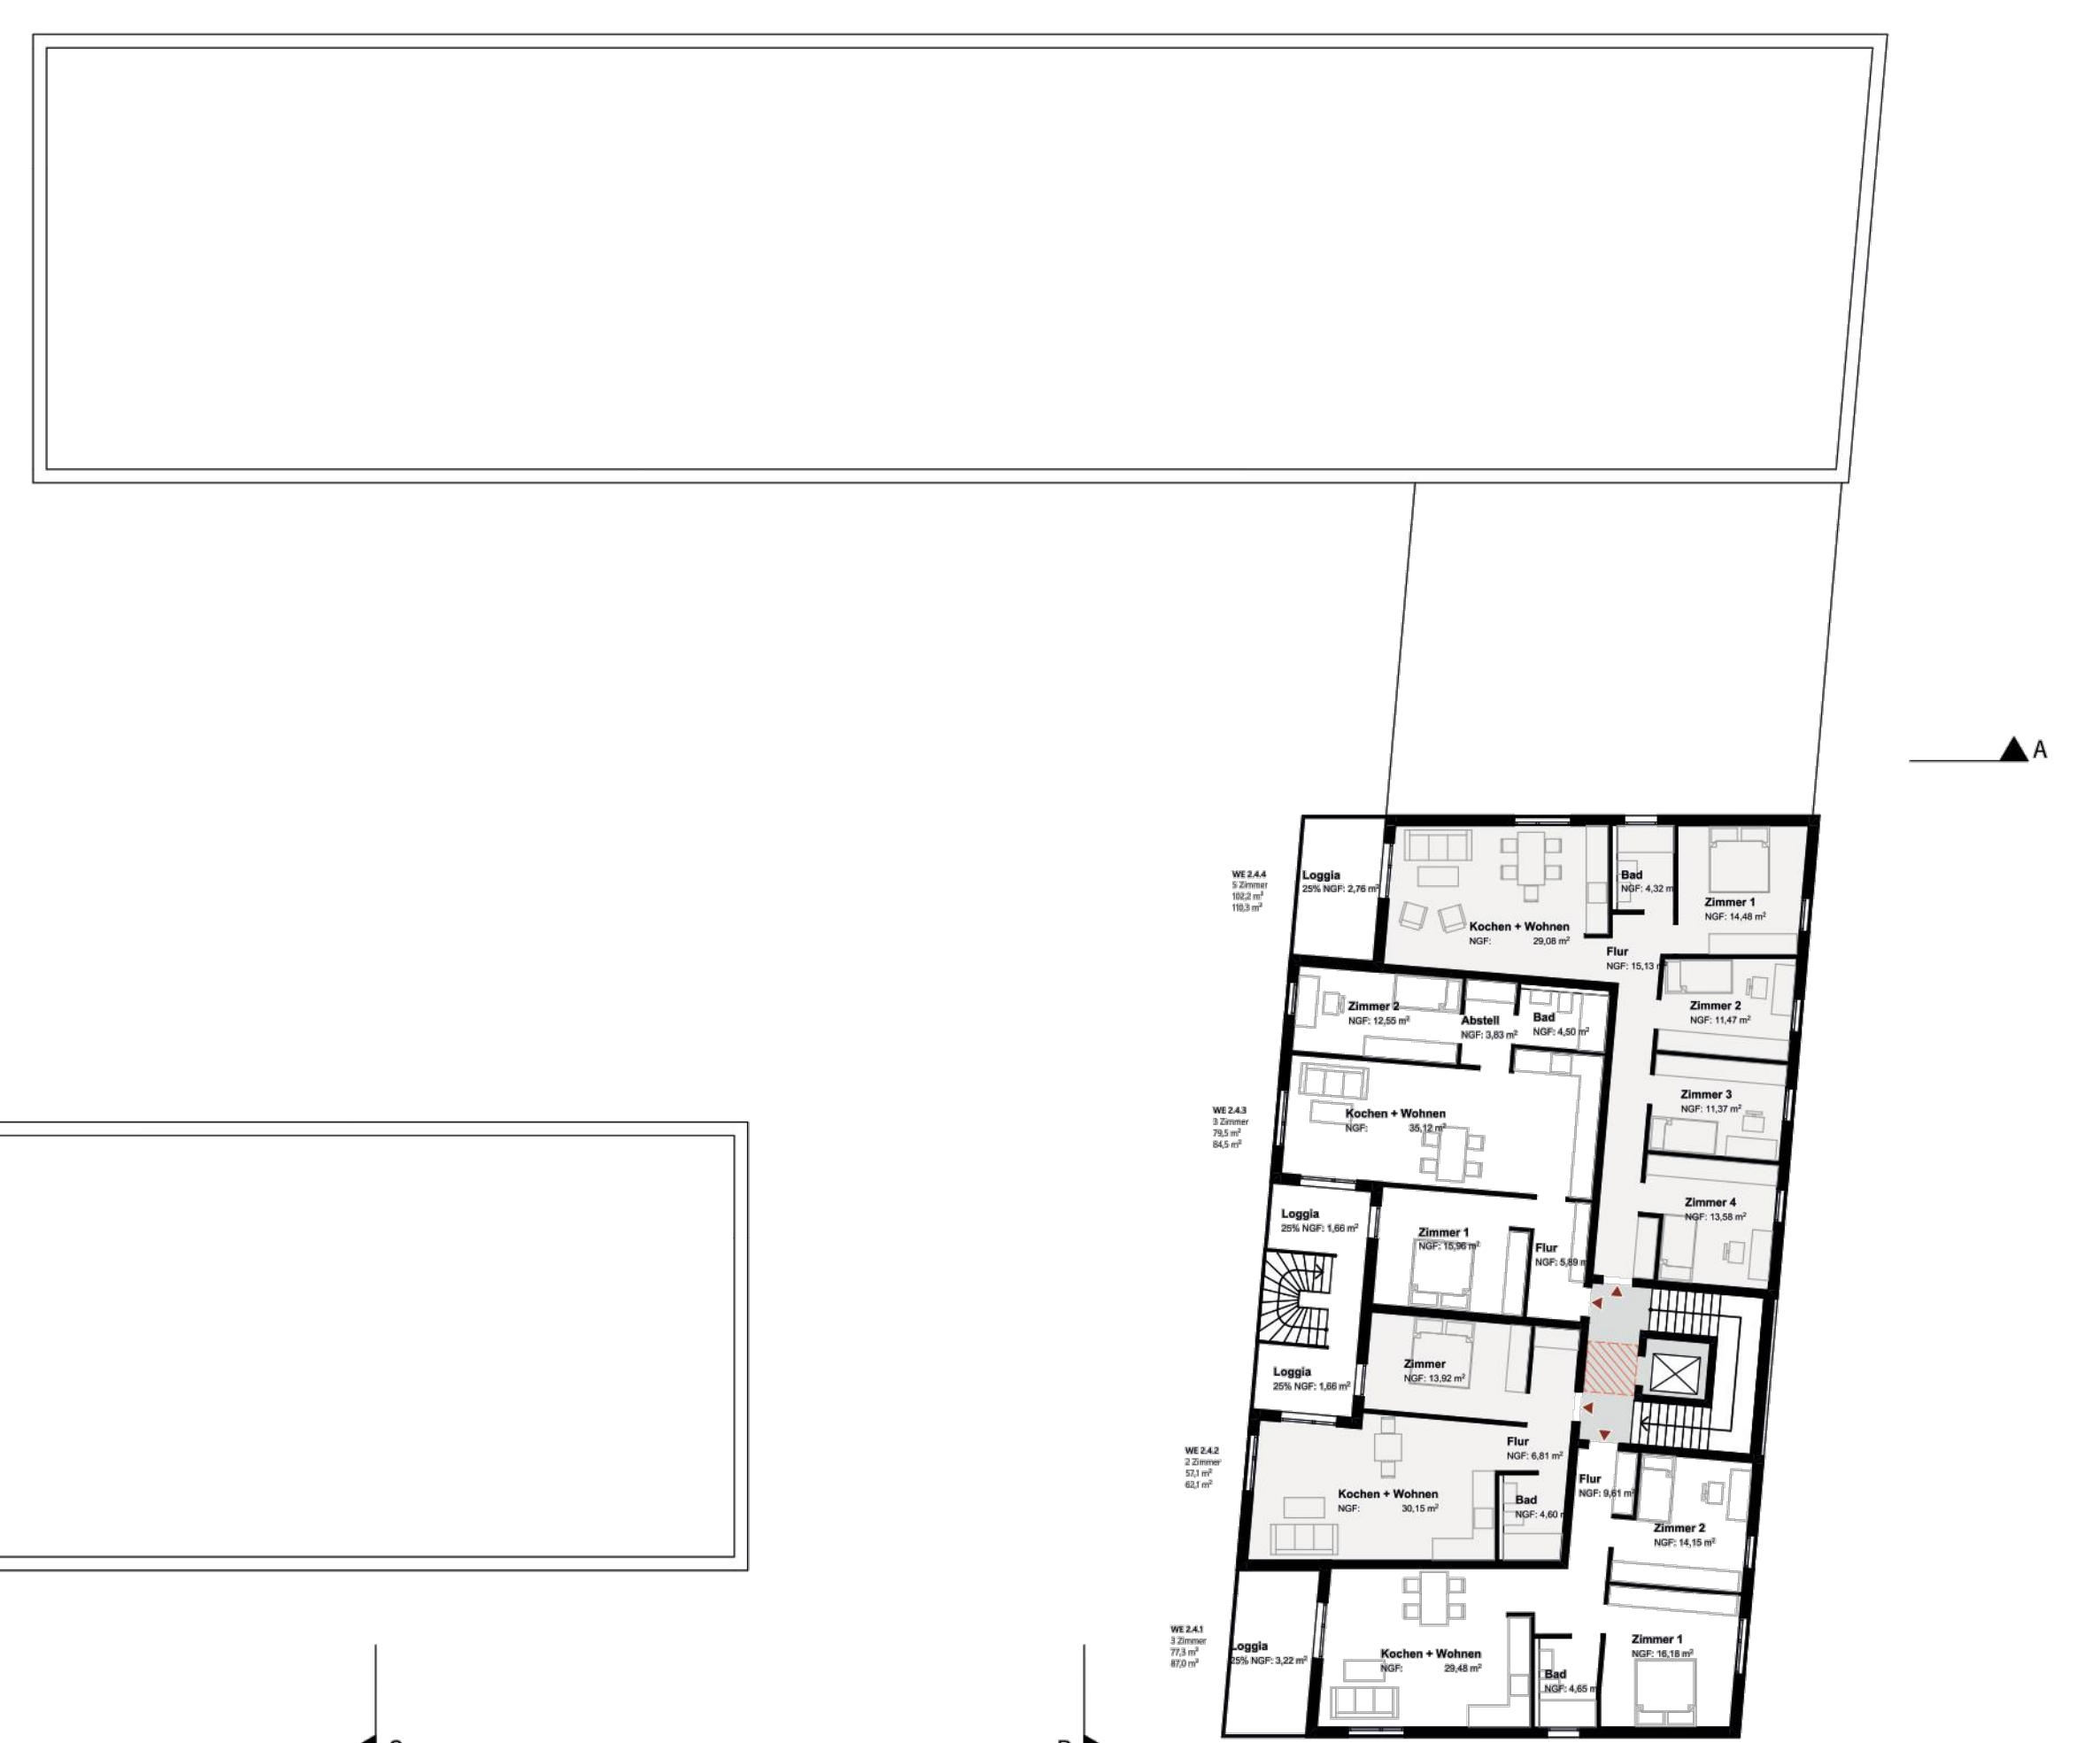 A
WE 2.4.4
5 Zimmer
102,2 m²
110,3 m²
Loggia
25% NGF: 2,76 m²
Kochen + Wohnen
NGF: 29,08 m²
Bad
NGF: 4,32 m
Zimmer 1
NGF: 14,48 m²
Flur
NGF: 15,13 m
Zimmer 2
NGF: 11,47 m²
Zimmer 3
NGF: 11,37 m²
Zimmer 4
NGF: 13,58 m²
WE 2.4.3
3 Zimmer
79,5 m²
84,5 m²
Zimmer 2
NGF: 12,55 m²
Abstell
NGF: 3,83 m²
Bad
NGF: 4,50 m²
Kochen + Wohnen
NGF: 35,12 m²
Loggia
25% NGF: 1,66 m²
Zimmer 1
NGF: 15,96 m²
Flur
NGF: 5,89 m
WE 2.4.2
2 Zimmer
57,1 m²
62,1 m²
Loggia
25% NGF: 1,66 m²
Zimmer
NGF: 13,92 m²
Flur
NGF: 6,81 m²
Kochen + Wohnen
NGF: 30,15 m²
Bad
NGF: 4,60 m
WE 2.4.1
3 Zimmer
77,3 m²
87,0 m²
Flur
NGF: 9,61 m²
Zimmer 2
NGF: 14,15 m²
Loggia
25% NGF: 3,22 m²
Kochen + Wohnen
NGF: 29,48 m²
Bad
NGF: 4,65 m
Zimmer 1
NGF: 16,18 m²